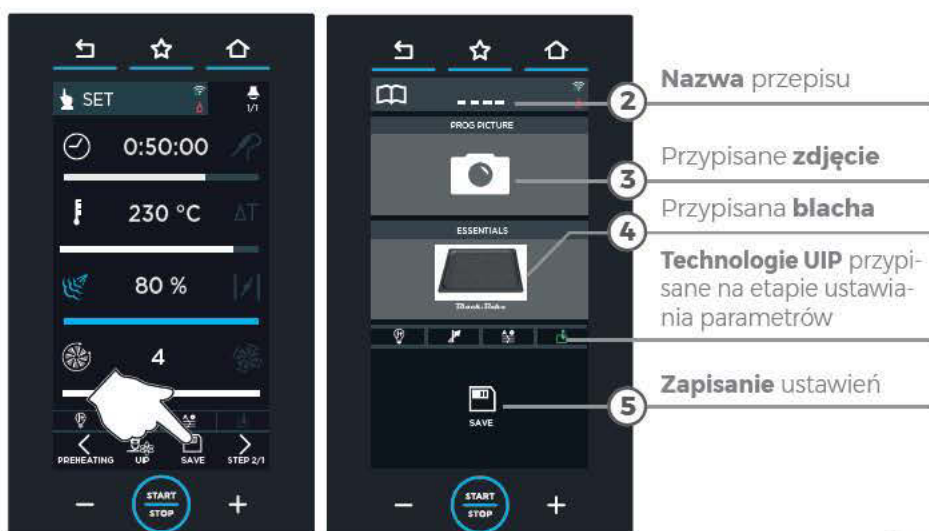 SET
1/1
0:50:00
230 °C
ΔT
80 %
4
PREHEATING
UIP
SAVE
STEP 2/1
START
STOP
– +
----
PROG PICTURE
ESSENTIALS
Black-Bake
SAVE
START
STOP
– +
2
Nazwa przepisu
3
Przypisane zdjęcie
4
Przypisana blacha
Technologie UIP przypi-
sane na etapie ustawia-
nia parametrów
5
Zapisanie ustawień